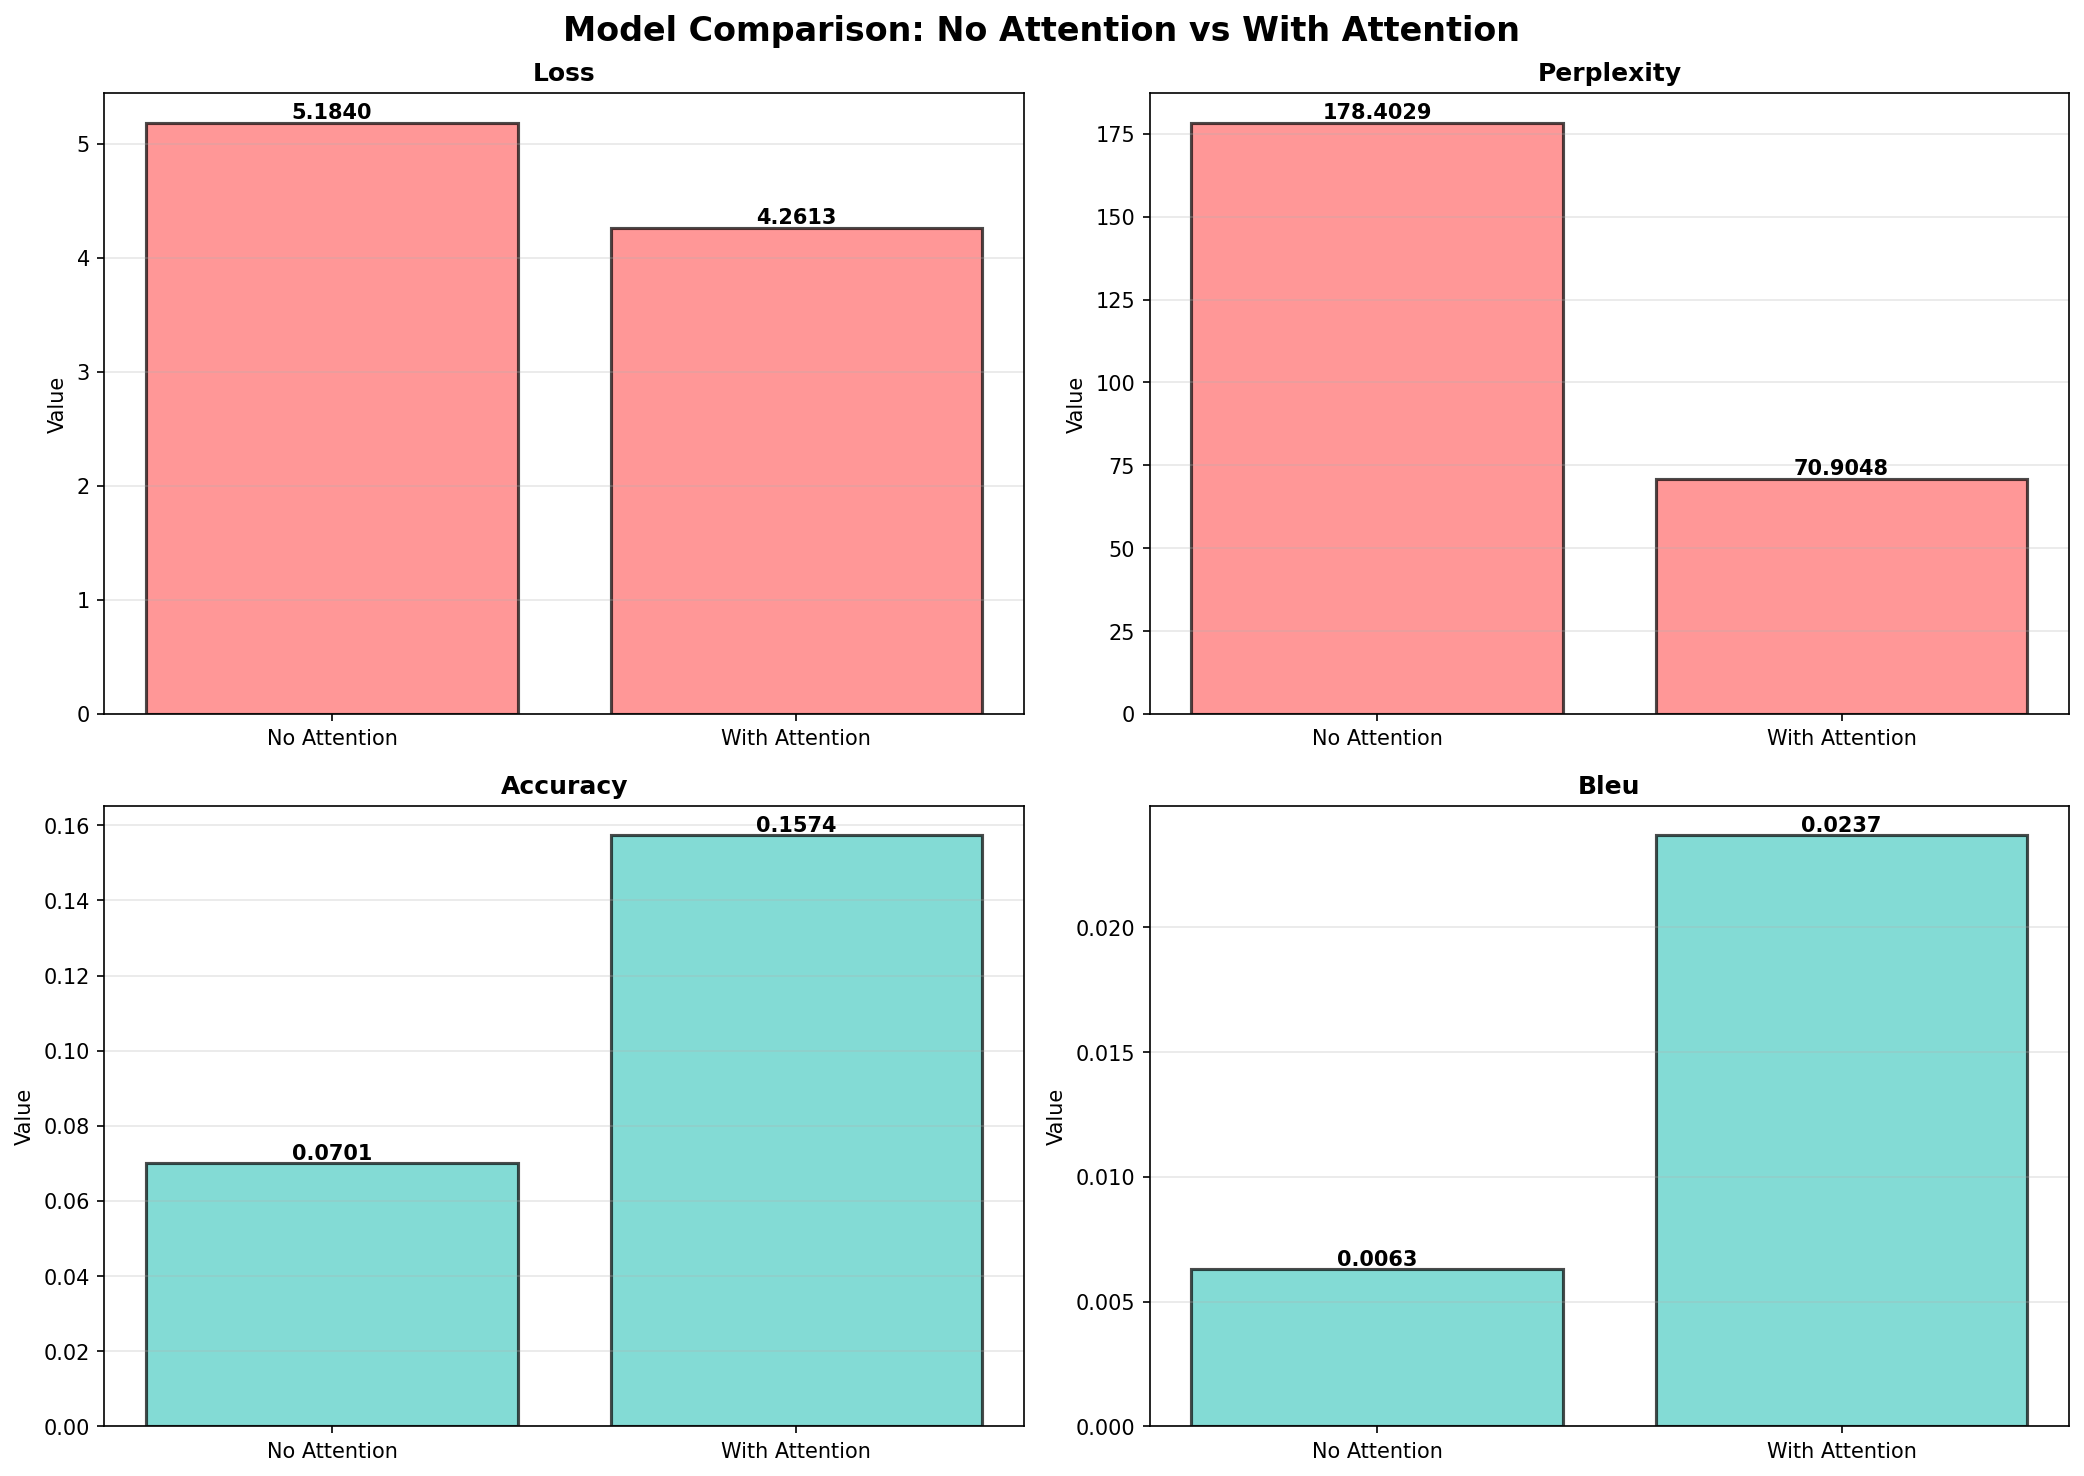 Model Comparison: No Attention vs With Attention
Loss
5.1840
4.2613
5
4
3
2
1
0
Value
No Attention
With Attention
Perplexity
178.4029
70.9048
175
150
125
100
75
50
25
0
Value
No Attention
With Attention
Accuracy
0.1574
0.0701
0.16
0.14
0.12
0.10
0.08
0.06
0.04
0.02
0.00
Value
No Attention
With Attention
Bleu
0.0237
0.0063
0.020
0.015
0.010
0.005
0.000
Value
No Attention
With Attention